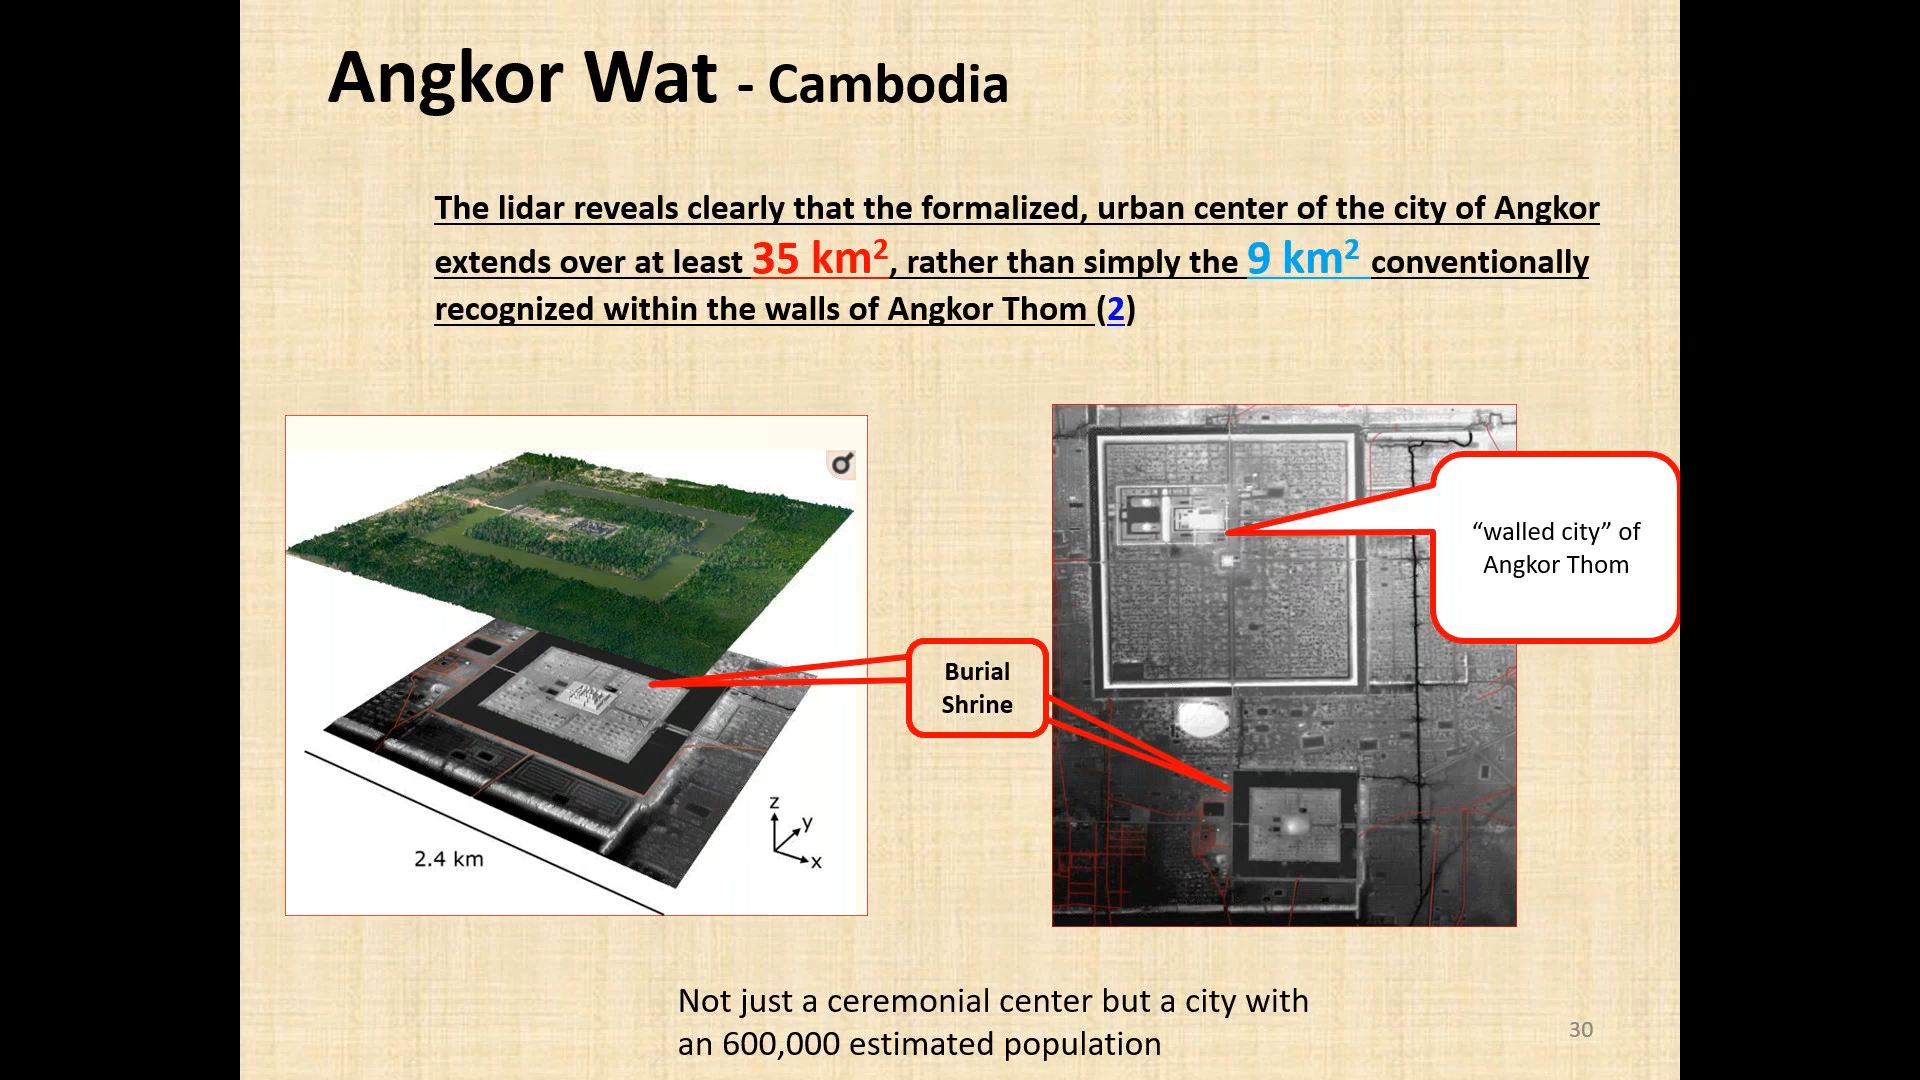 Angkor Wat - Cambodia
The lidar reveals clearly that the formalized, urban center of the city of Angkor
extends over at least 35 km², rather than simply the 9 km² conventionally
recognized within the walls of Angkor Thom (2)
“walled city” of
Angkor Thom
Burial
Shrine
z
y
x
2.4 km
Not just a ceremonial center but a city with
an 600,000 estimated population
30